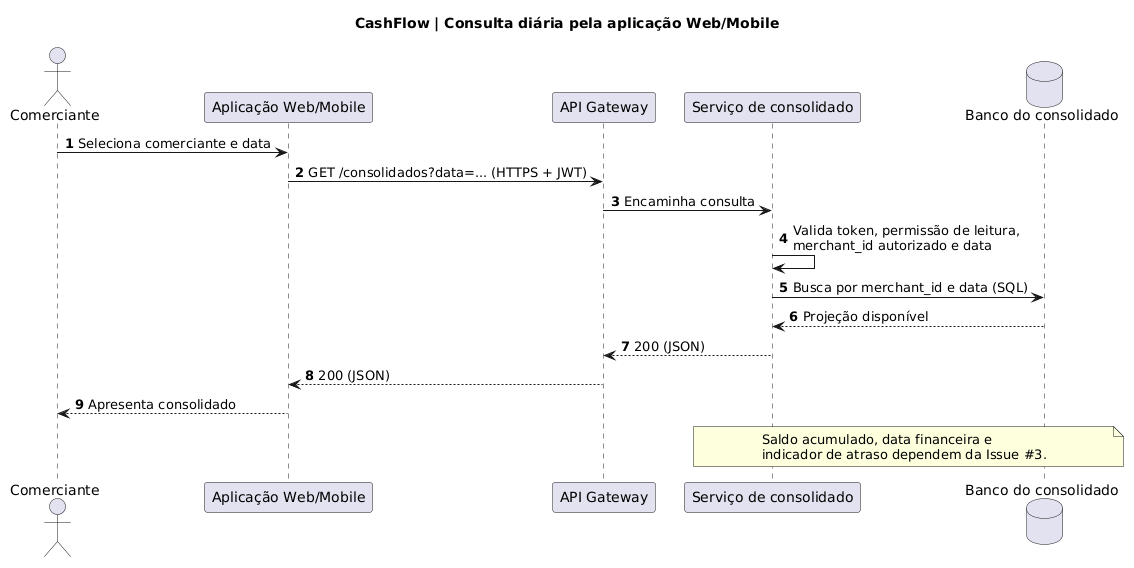 CashFlow | Consulta diária pela aplicação Web/Mobile
Comerciante
Aplicação Web/Mobile
API Gateway
Serviço de consolidado
Banco do consolidado
1 Seleciona comerciante e data
2 GET /consolidados?data=... (HTTPS + JWT)
3 Encaminha consulta
4 Valida token, permissão de leitura,
merchant_id autorizado e data
5 Busca por merchant_id e data (SQL)
6 Projeção disponível
7 200 (JSON)
8 200 (JSON)
9 Apresenta consolidado
Saldo acumulado, data financeira e
indicador de atraso dependem da Issue #3.
Comerciante
Aplicação Web/Mobile
API Gateway
Serviço de consolidado
Banco do consolidado